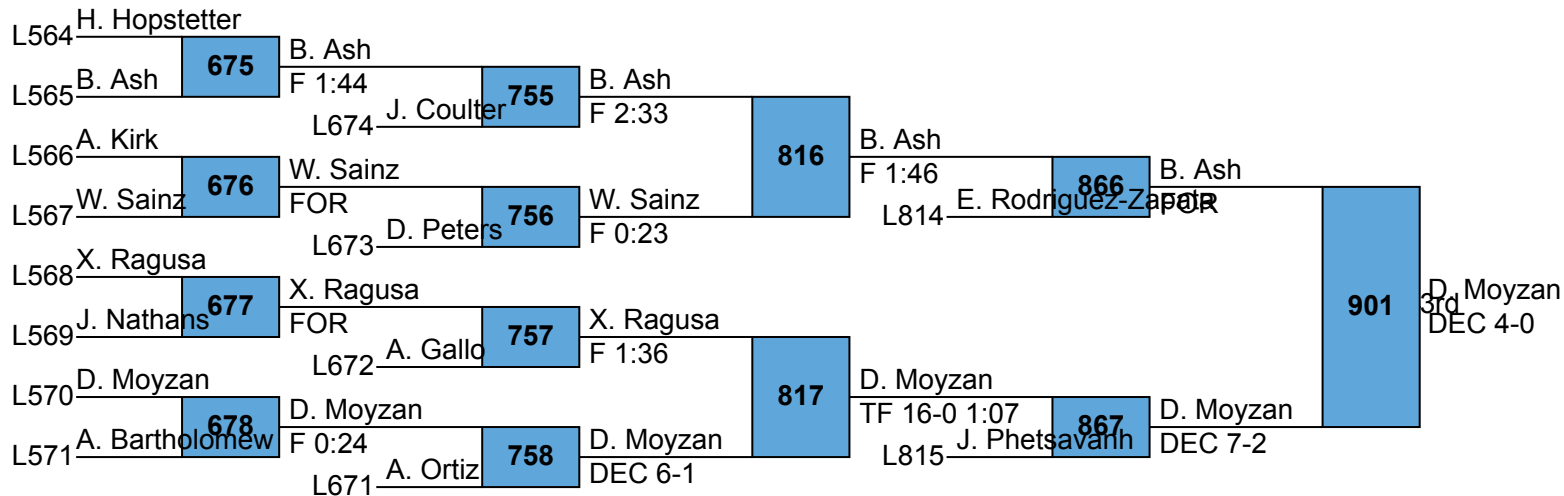 H. Hopstetter
L564
675
B. Ash
F 1:44
B. Ash
L565
755
B. Ash
F 2:33
J. Coulter
L674
A. Kirk
L566
816
B. Ash
F 1:46
676
W. Sainz
FOR
W. Sainz
L567
756
W. Sainz
F 0:23
D. Peters
L673
866
B. Ash
FOR
E. Rodriguez-Zapata
L814
X. Ragusa
L568
677
X. Ragusa
FOR
J. Nathans
L569
757
X. Ragusa
F 1:36
A. Gallo
L672
901
3rd
D. Moyzan
DEC 4-0
D. Moyzan
L570
817
D. Moyzan
TF 16-0 1:07
678
D. Moyzan
F 0:24
A. Bartholomew
L571
758
D. Moyzan
DEC 6-1
A. Ortiz
L671
867
D. Moyzan
DEC 7-2
J. Phetsavanh
L815